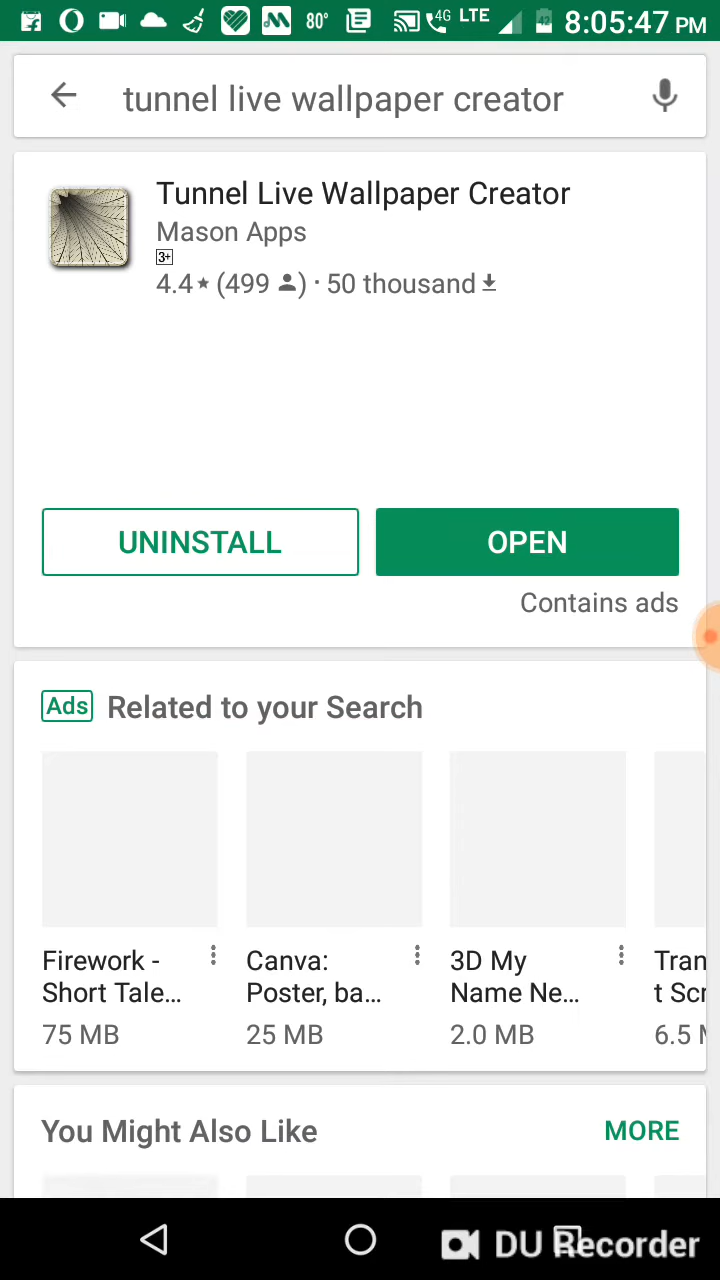 80° 4G LTE 42 8:05:47 PM
tunnel live wallpaper creator
Tunnel Live Wallpaper Creator
Mason Apps
3+
4.4★ (499 ) · 50 thousand
UNINSTALL
OPEN
Contains ads
Ads Related to your Search
Firework -
Short Tale...
75 MB
Canva:
Poster, ba...
25 MB
3D My
Name Ne...
2.0 MB
Tran
t Scr
6.5 M
You Might Also Like
MORE
DU Recorder